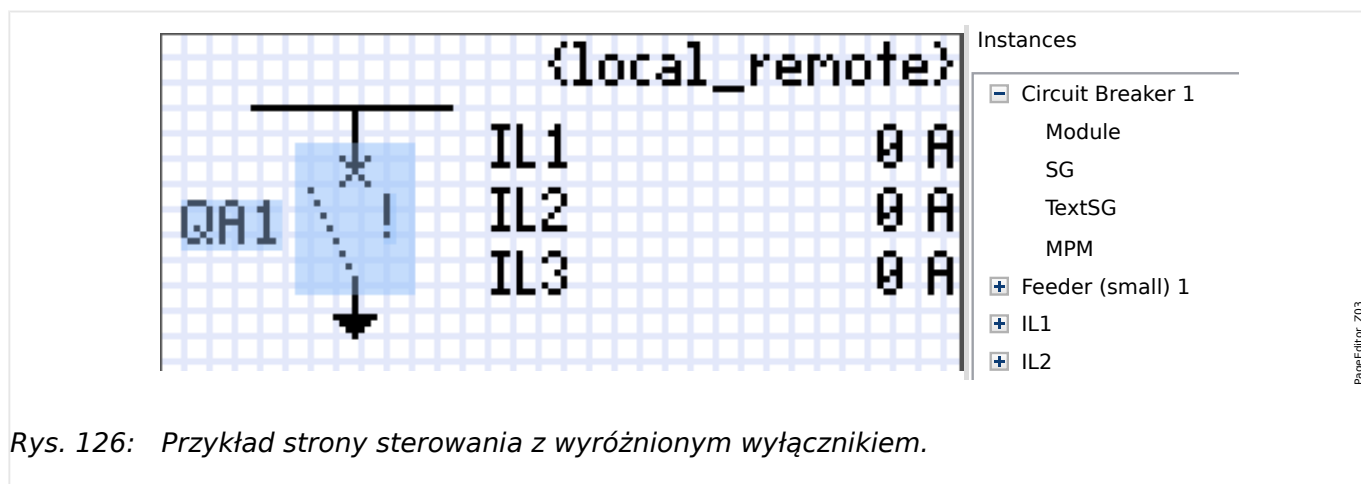 {local_remote}
IL1 0 A
QA1 ! IL2 0 A
IL3 0 A
Instances
Circuit Breaker 1
Module
SG
TextSG
MPM
Feeder (small) 1
IL1
IL2
PageEditor_Z03
Rys. 126: Przykład strony sterowania z wyróżnionym wyłącznikiem.